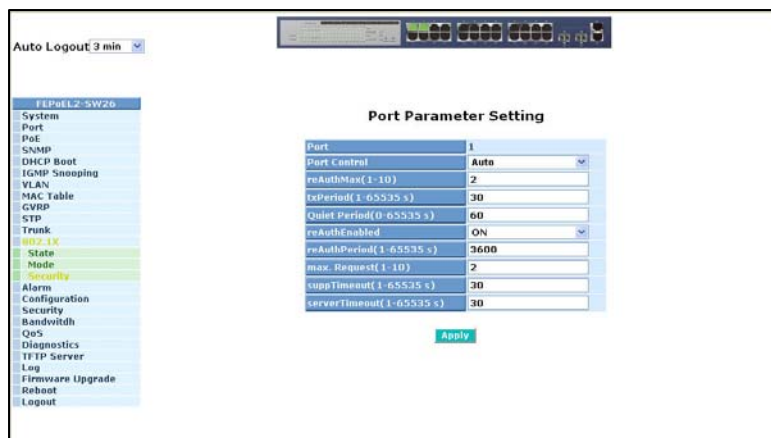 Auto Logout 3 min
FEPoEL2-SW26
System
Port
PoE
SNMP
DHCP Boot
IGMP Snooping
VLAN
MAC Table
GVRP
STP
Trunk
802.1X
State
Mode
Security
Alarm
Configuration
Security
Bandwitdh
QoS
Diagnostics
TFTP Server
Log
Firmware Upgrade
Reboot
Logout
Port Parameter Setting
Port 1
Port Control Auto
reAuthMax(1-10) 2
txPeriod(1-65535 s) 30
Quiet Period(0-65535 s) 60
reAuthEnabled ON
reAuthPeriod(1-65535 s) 3600
max. Request(1-10) 2
suppTimeout(1-65535 s) 30
serverTimeout(1-65535 s) 30
Apply